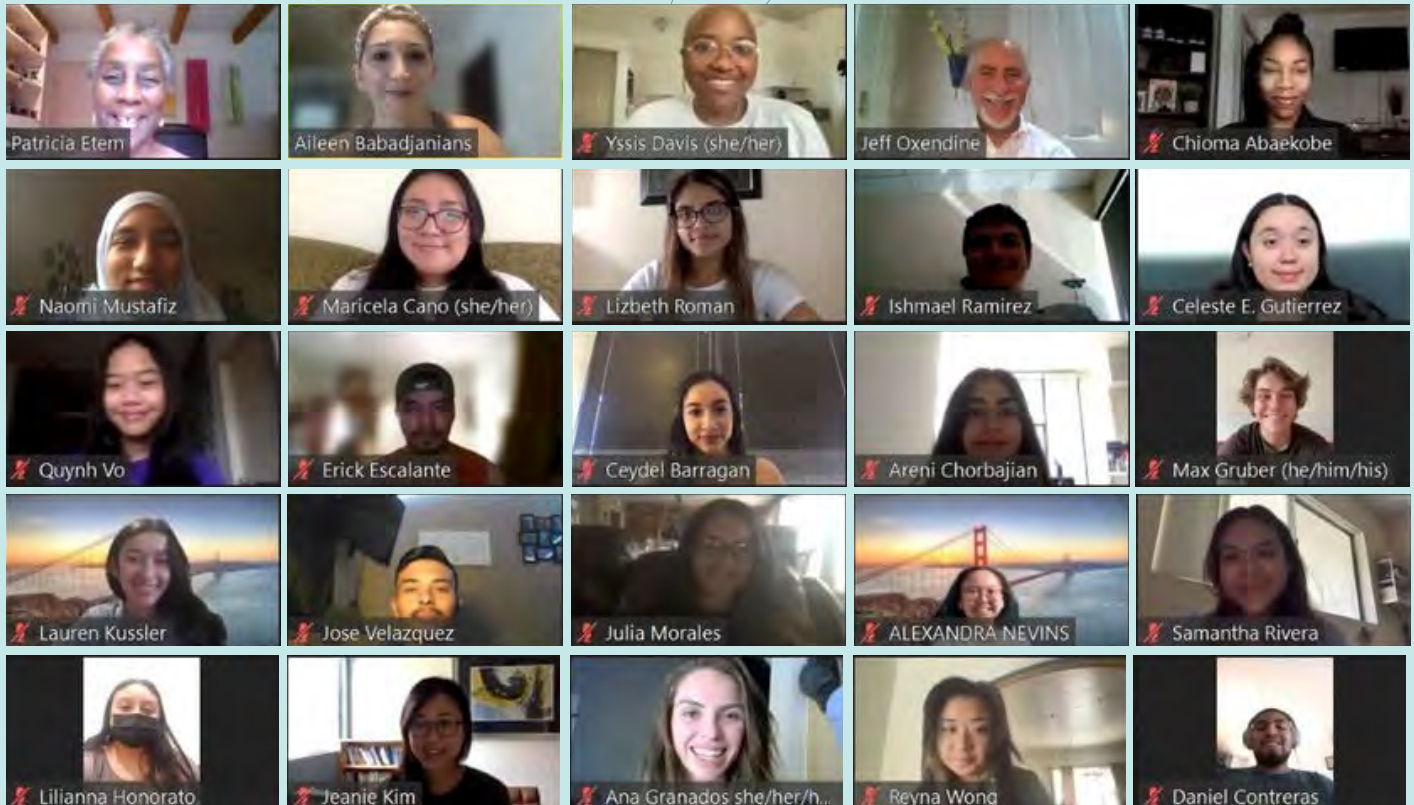 Patricia Etem
Aileen Babadjanians
Yssis Davis (she/her)
Jeff Oxendine
Chioma Abaekobe
Naomi Mustafiz
Maricela Cano (she/her)
Lizbeth Roman
Ishmael Ramirez
Celeste E. Gutierrez
Quynh Vo
Erick Escalante
Ceydel Barragan
Areni Chorbajian
Max Gruber (he/him/his)
Lauren Kussler
Jose Velazquez
Julia Morales
ALEXANDRA NEVINS
Samantha Rivera
Lilianna Honorato
Jeanie Kim
Ana Granados she/her/h...
Reyna Wong
Daniel Contreras